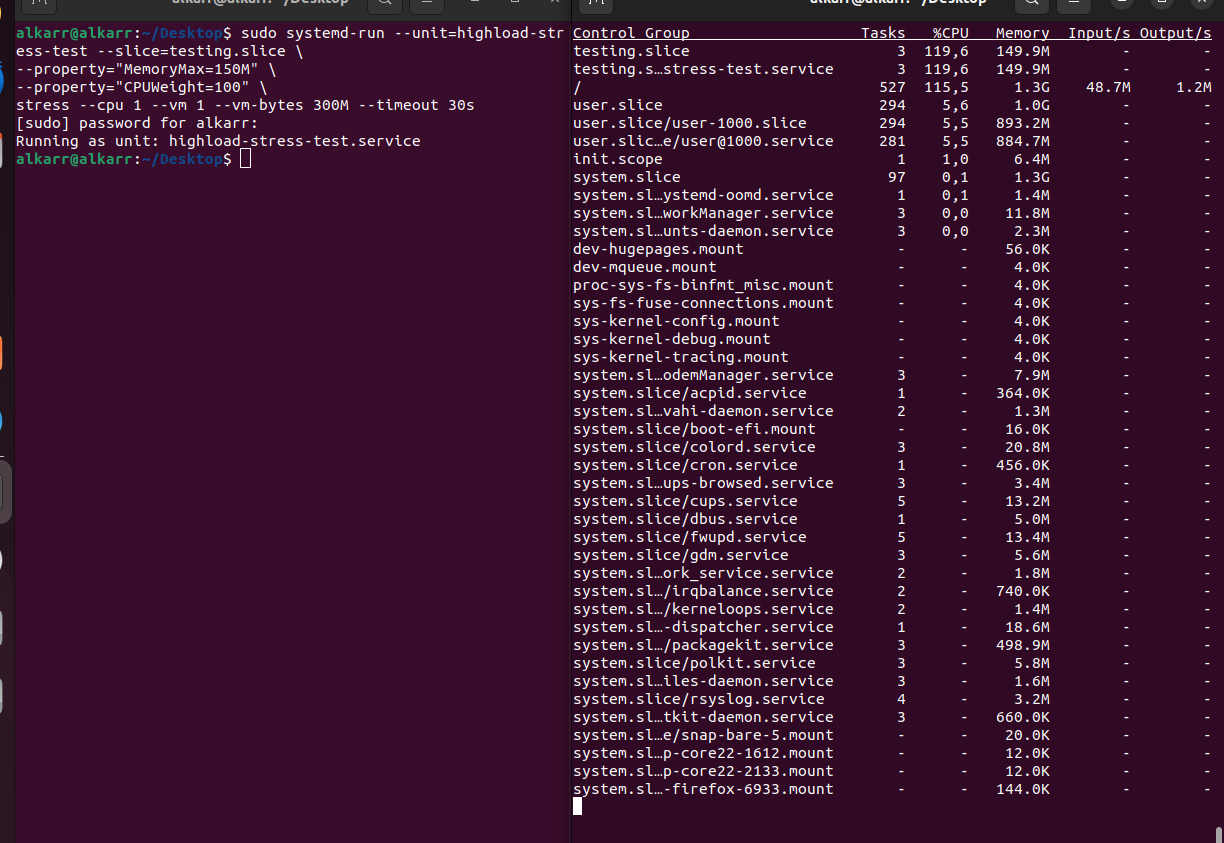 alkarr@alkarr: ~/Desktop
alkarr@alkarr:~/Desktop$ sudo systemd-run --unit=highload-str
ess-test --slice=testing.slice \
--property="MemoryMax=150M" \
--property="CPUWeight=100" \
stress --cpu 1 --vm 1 --vm-bytes 300M --timeout 30s
[sudo] password for alkarr:
Running as unit: highload-stress-test.service
alkarr@alkarr:~/Desktop$
alkarr@alkarr: ~/Desktop
Control Group Tasks %CPU Memory Input/s Output/s
testing.slice 3 119,6 149.9M - -
testing.s…stress-test.service 3 119,6 149.9M - -
/ 527 115,5 1.3G 48.7M 1.2M
user.slice 294 5,6 1.0G - -
user.slice/user-1000.slice 294 5,5 893.2M - -
user.slic…e/user@1000.service 281 5,5 884.7M - -
init.scope 1 1,0 6.4M - -
system.slice 97 0,1 1.3G - -
system.sl…ystemd-oomd.service 1 0,1 1.4M - -
system.sl…workManager.service 3 0,0 11.8M - -
system.sl…unts-daemon.service 3 0,0 2.3M - -
dev-hugepages.mount - - 56.0K - -
dev-mqueue.mount - - 4.0K - -
proc-sys-fs-binfmt_misc.mount - - 4.0K - -
sys-fs-fuse-connections.mount - - 4.0K - -
sys-kernel-config.mount - - 4.0K - -
sys-kernel-debug.mount - - 4.0K - -
sys-kernel-tracing.mount - - 4.0K - -
system.sl…odemManager.service 3 - 7.9M - -
system.slice/acpid.service 1 - 364.0K - -
system.sl…vahi-daemon.service 2 - 1.3M - -
system.slice/boot-efi.mount - - 16.0K - -
system.slice/colord.service 3 - 20.8M - -
system.slice/cron.service 1 - 456.0K - -
system.sl…ups-browsed.service 3 - 3.4M - -
system.slice/cups.service 5 - 13.2M - -
system.slice/dbus.service 1 - 5.0M - -
system.slice/fwupd.service 5 - 13.4M - -
system.slice/gdm.service 3 - 5.6M - -
system.sl…ork_service.service 2 - 1.8M - -
system.sl…/irqbalance.service 2 - 740.0K - -
system.sl…/kerneloops.service 2 - 1.4M - -
system.sl…-dispatcher.service 1 - 18.6M - -
system.sl…/packagekit.service 3 - 498.9M - -
system.slice/polkit.service 3 - 5.8M - -
system.sl…iles-daemon.service 3 - 1.6M - -
system.slice/rsyslog.service 4 - 3.2M - -
system.sl…tkit-daemon.service 3 - 660.0K - -
system.sl…e/snap-bare-5.mount - - 20.0K - -
system.sl…p-core22-1612.mount - - 12.0K - -
system.sl…p-core22-2133.mount - - 12.0K - -
system.sl…-firefox-6933.mount - - 144.0K - -